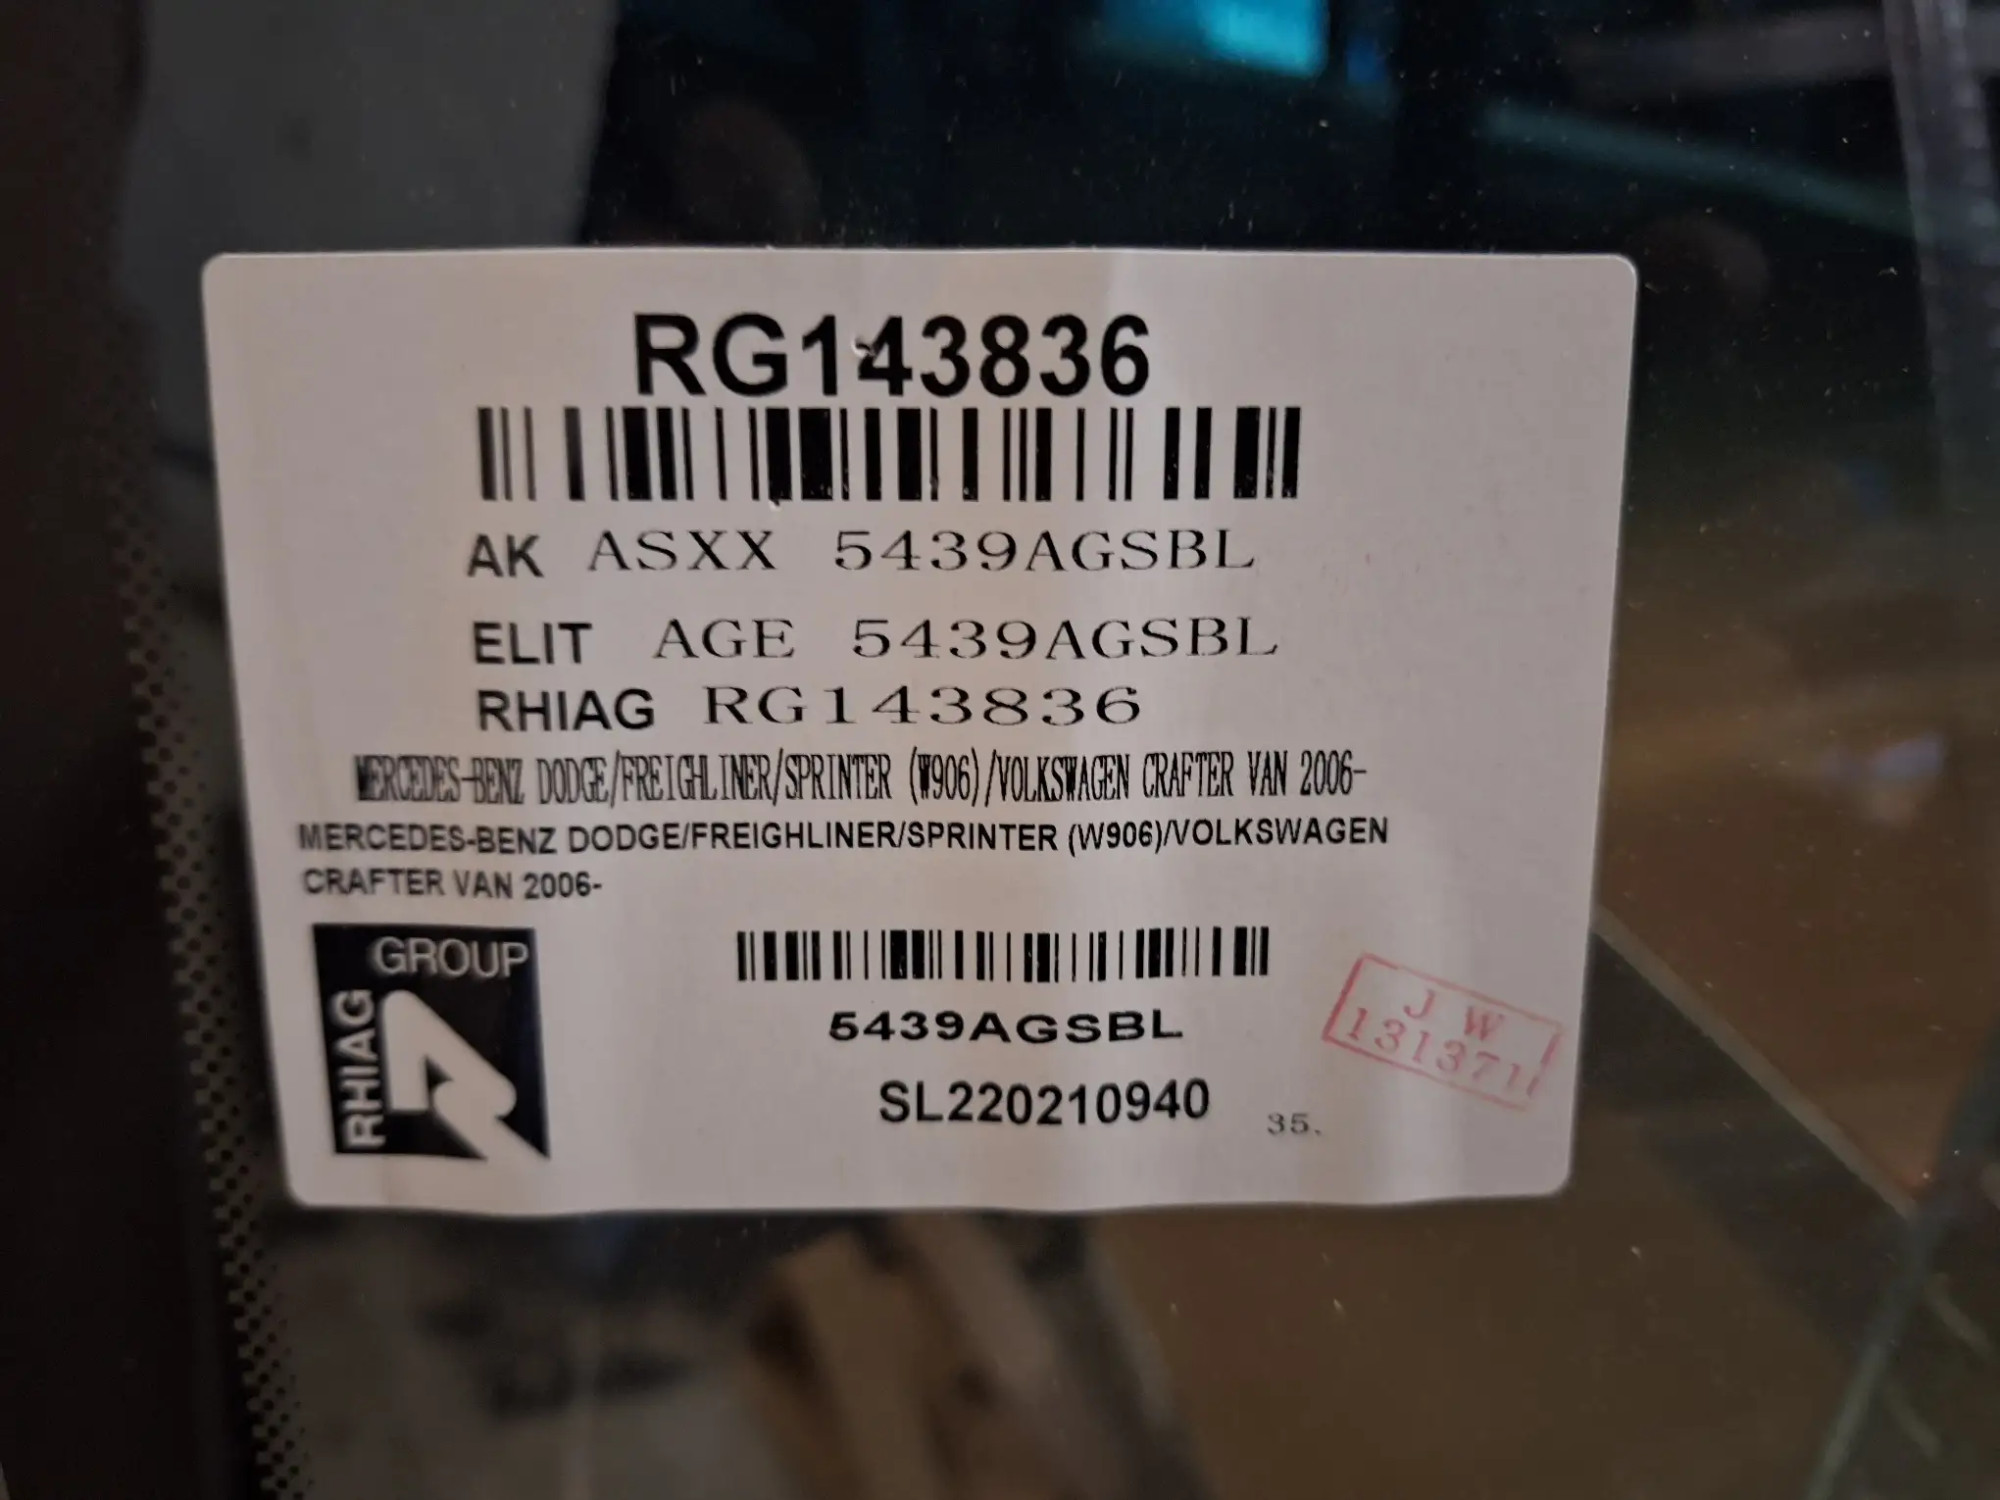 RG143836
AK ASXX 5439AGSBL
ELIT AGE 5439AGSBL
RHIAG RG143836
MERCEDES-BENZ DODGE/FREIGHLINER/SPRINTER (W906)/VOLKSWAGEN CRAFTER VAN 2006-
MERCEDES-BENZ DODGE/FREIGHLINER/SPRINTER (W906)/VOLKSWAGEN
CRAFTER VAN 2006-
GROUP
RHIAG
5439AGSBL
SL220210940
35.
J W
131371